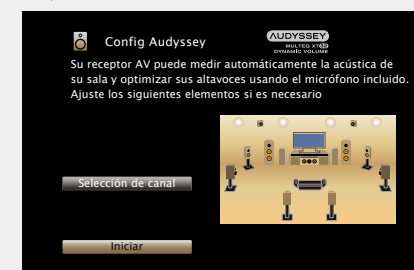 Config Audyssey
AUDYSSEY
MULTEQ XT32
DYNAMIC VOLUME
Su receptor AV puede medir automáticamente la acústica de
su sala y optimizar sus altavoces usando el micrófono incluido.
Ajuste los siguientes elementos si es necesario
Selección de canal
Iniciar